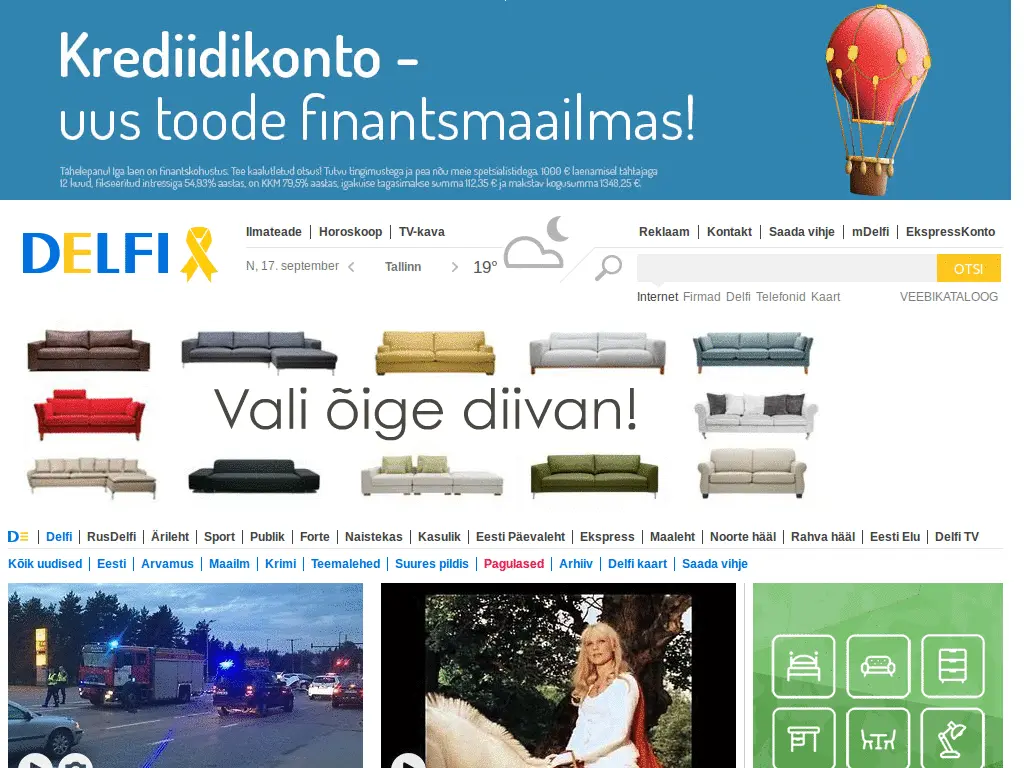 Krediidikonto -
uus toode finantsmaailmas!
Tähelepanu! Iga laen on finantskohustus. Tee kaalutletud otsus! Tutvu tingimustega ja pea nõu meie spetsialistidega. 1000 € laenamisel tähtajaga
12 kuud, fikseeritud intressiga 54,93% aastas, on KKM 79,5% aastas, igakuise tagasimakse summa 112,35 € ja makstav kogusumma 1348,25 €.
DELFI
Ilmateade Horoskoop TV-kava
Reklaam Kontakt Saada vihje mDelfi EkspressKonto
N, 17. september Tallinn 19°
OTSI
Internet Firmad Delfi Telefonid Kaart VEEBIKATALOOG
Vali õige diivan!
DE Delfi RusDelfi Ärileht Sport Publik Forte Naistekas Kasulik Eesti Päevaleht Ekspress Maaleht Noorte hääl Rahva hääl Eesti Elu Delfi TV
Kõik uudised Eesti Arvamus Maailm Krimi Teemalehed Suures pildis Pagulased Arhiiv Delfi kaart Saada vihje